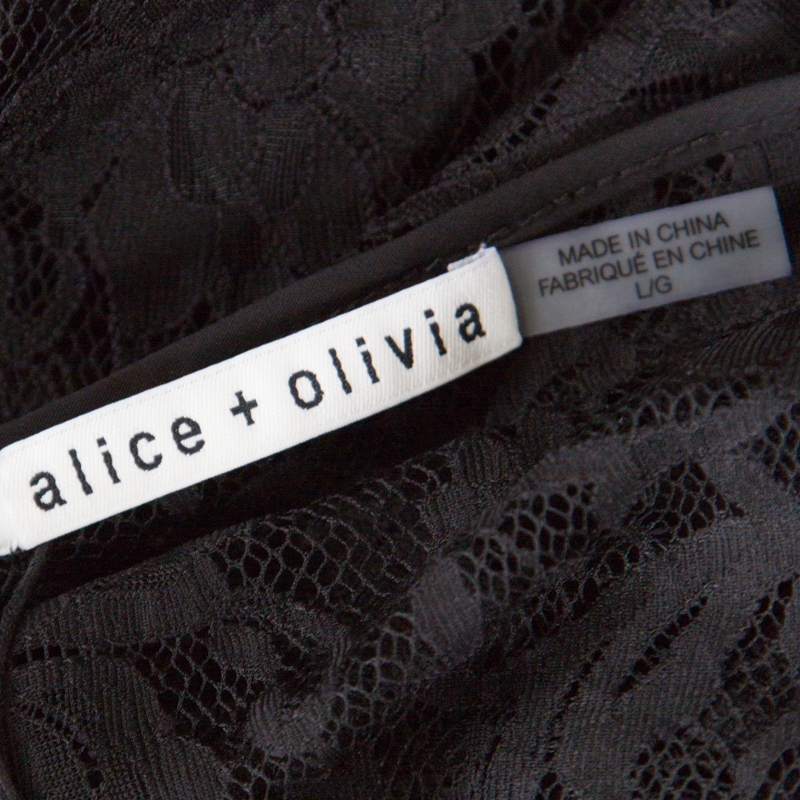 alice + olivia
MADE IN CHINA
FABRIQUÉ EN CHINE
L/G